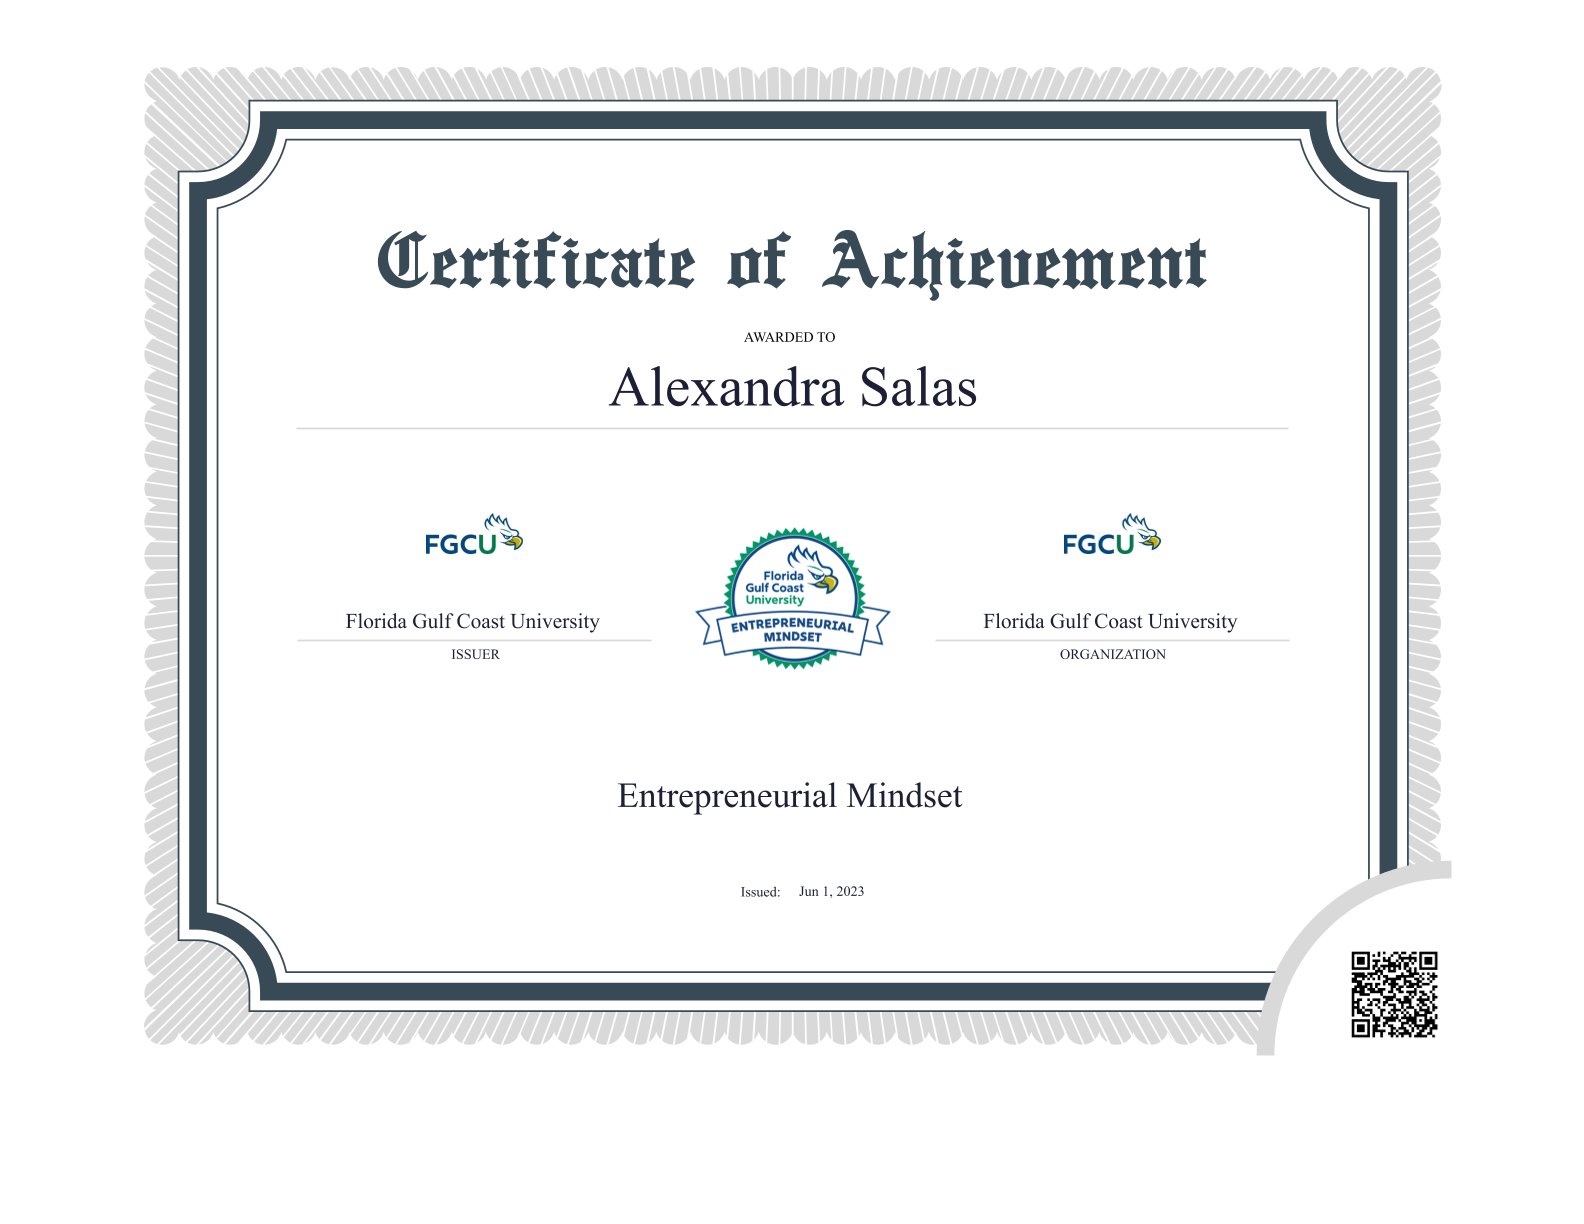 Certificate of Achievement
AWARDED TO
Alexandra Salas
FGCU
Florida Gulf Coast University
ISSUER
Florida
Gulf Coast
University
ENTREPRENEURIAL
MINDSET
FGCU
Florida Gulf Coast University
ORGANIZATION
Entrepreneurial Mindset
Issued: Jun 1, 2023